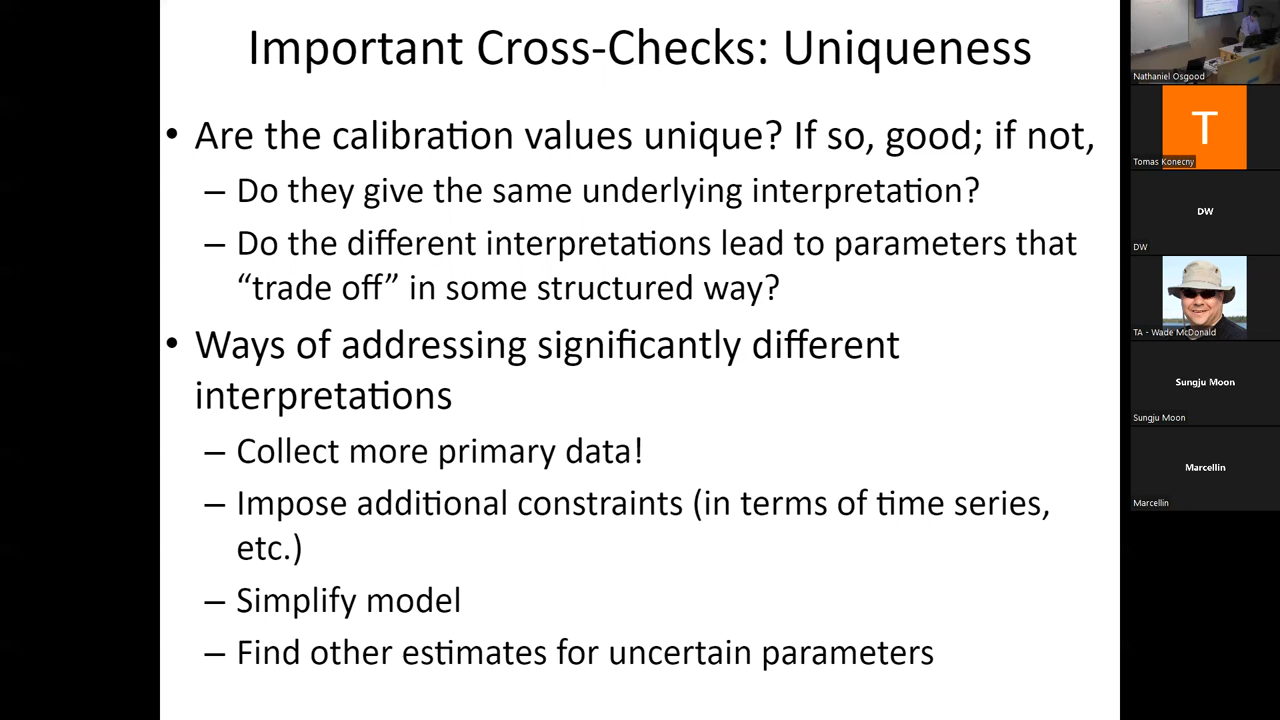 Important Cross-Checks: Uniqueness
• Are the calibration values unique? If so, good; if not,
– Do they give the same underlying interpretation?
– Do the different interpretations lead to parameters that
“trade off” in some structured way?
• Ways of addressing significantly different
interpretations
– Collect more primary data!
– Impose additional constraints (in terms of time series,
etc.)
– Simplify model
– Find other estimates for uncertain parameters
Nathaniel Osgood
T
Tomas Konecny
DW
DW
TA - Wade McDonald
Sungju Moon
Sungju Moon
Marcellin
Marcellin